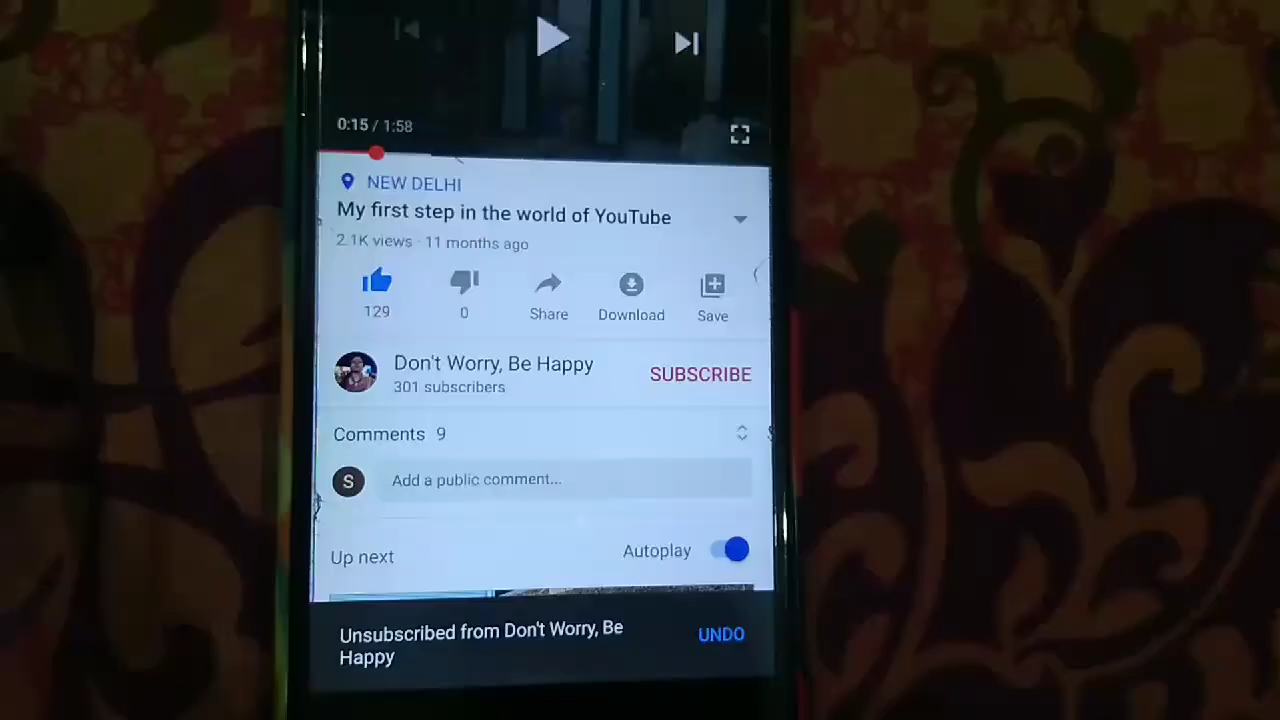 0:15 / 1:58
NEW DELHI
My first step in the world of YouTube
2.1K views · 11 months ago
129
0
Share
Download
Save
Don't Worry, Be Happy
301 subscribers
SUBSCRIBE
Comments 9
S
Add a public comment...
Up next
Autoplay
Unsubscribed from Don't Worry, Be
Happy
UNDO